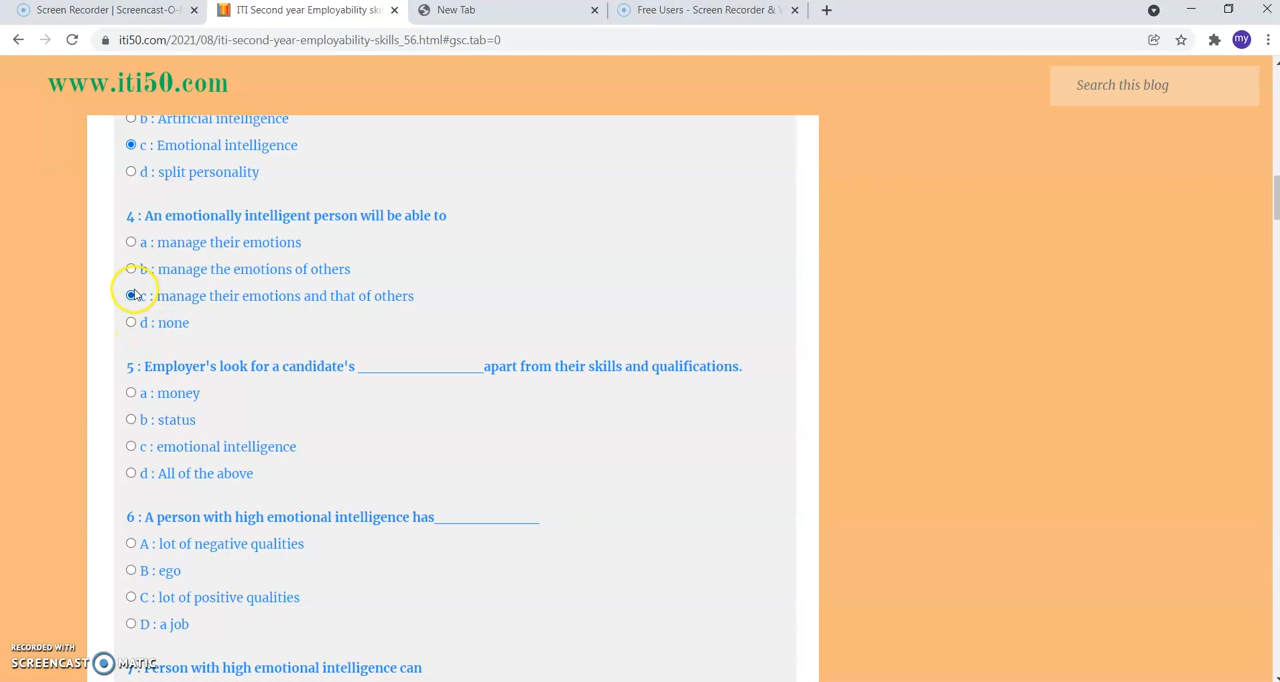 Screen Recorder | Screencast-O-
ITI Second year Employability ski
New Tab
Free Users - Screen Recorder &
iti50.com/2021/08/iti-second-year-employability-skills_56.html#gsc.tab=0
my
www.iti50.com
Search this blog
b : Artificial intelligence
c : Emotional intelligence
d : split personality
4 : An emotionally intelligent person will be able to
a : manage their emotions
b : manage the emotions of others
c : manage their emotions and that of others
d : none
5 : Employer's look for a candidate's ________________apart from their skills and qualifications.
a : money
b : status
c : emotional intelligence
d : All of the above
6 : A person with high emotional intelligence has______________
A : lot of negative qualities
B : ego
C : lot of positive qualities
D : a job
RECORDED WITH
SCREENCAST MATIC
7 : Person with high emotional intelligence can